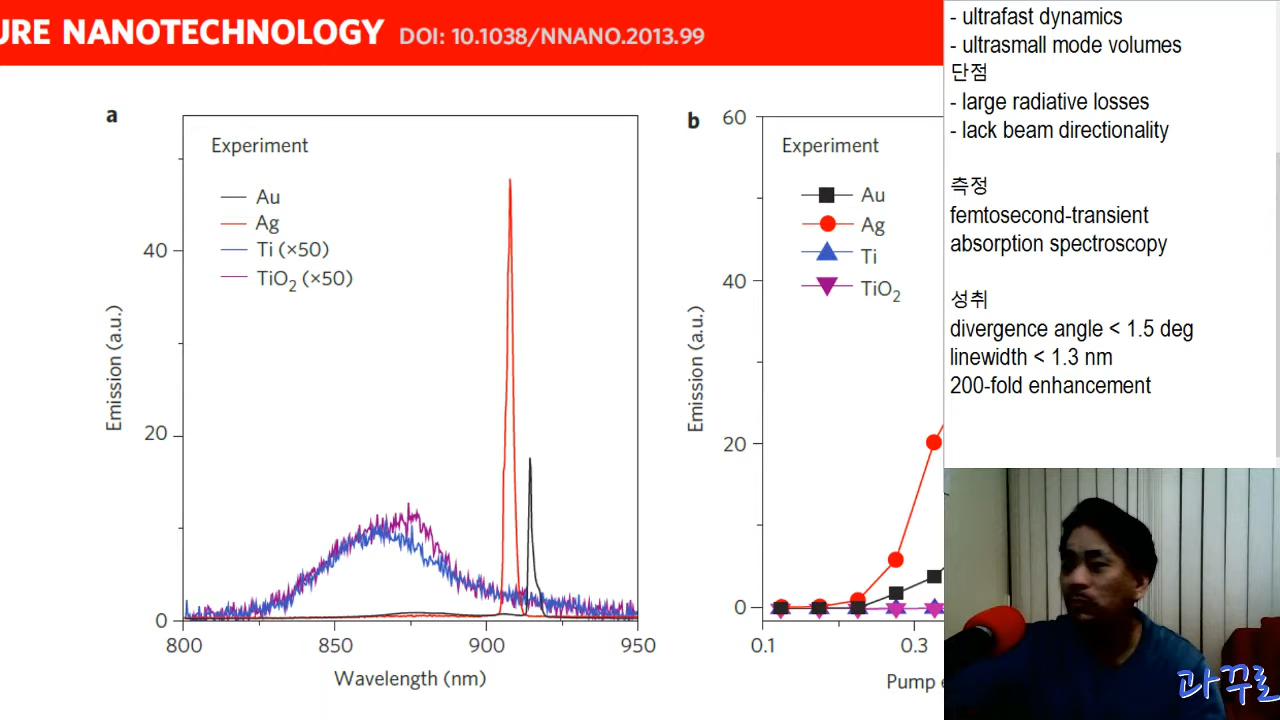 URE NANOTECHNOLOGY DOI: 10.1038/NNANO.2013.99
a
Experiment
Au
Ag
Ti (×50)
TiO2 (×50)
Emission (a.u.)
40
20
0
800
850
900
950
Wavelength (nm)
b
Experiment
Au
Ag
Ti
TiO2
Emission (a.u.)
60
40
20
0
0.1
0.3
Pump e
- ultrafast dynamics
- ultrasmall mode volumes
단점
- large radiative losses
- lack beam directionality
측정
femtosecond-transient
absorption spectroscopy
성취
divergence angle < 1.5 deg
linewidth < 1.3 nm
200-fold enhancement
과꾸로